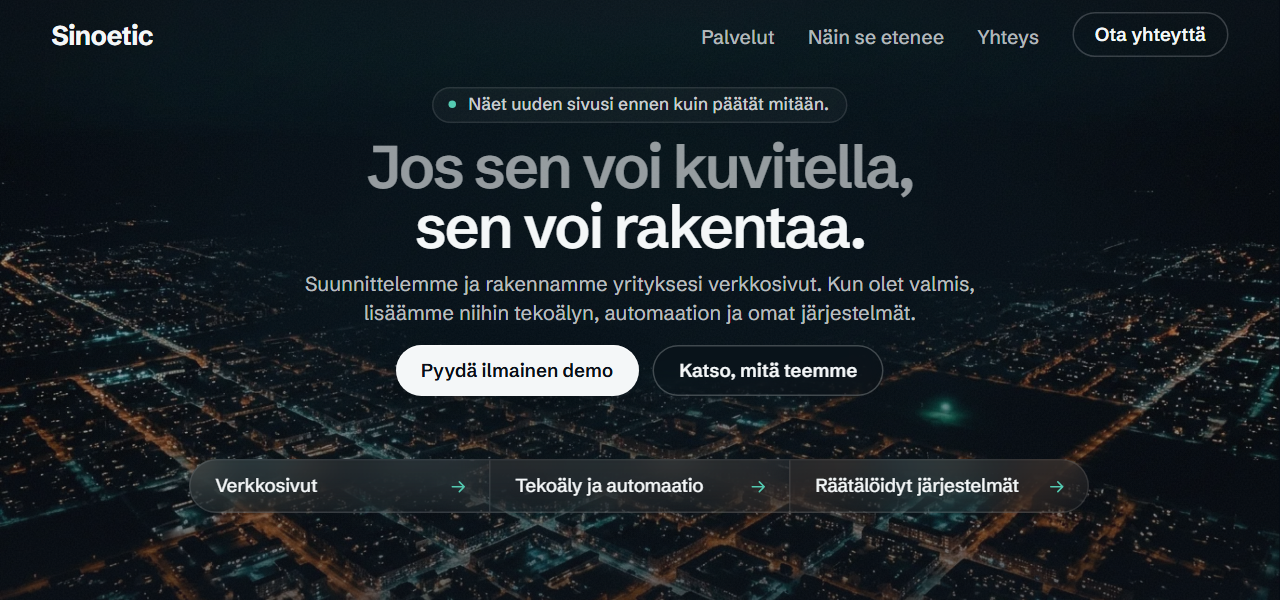 Sinoetic
Palvelut
Näin se etenee
Yhteys
Ota yhteyttä
Näet uuden sivusi ennen kuin päätät mitään.
Jos sen voi kuvitella,
sen voi rakentaa.
Suunnittelemme ja rakennamme yrityksesi verkkosivut. Kun olet valmis,
lisäämme niihin tekoälyn, automaation ja omat järjestelmät.
Pyydä ilmainen demo
Katso, mitä teemme
Verkkosivut →
Tekoäly ja automaatio →
Räätälöidyt järjestelmät →